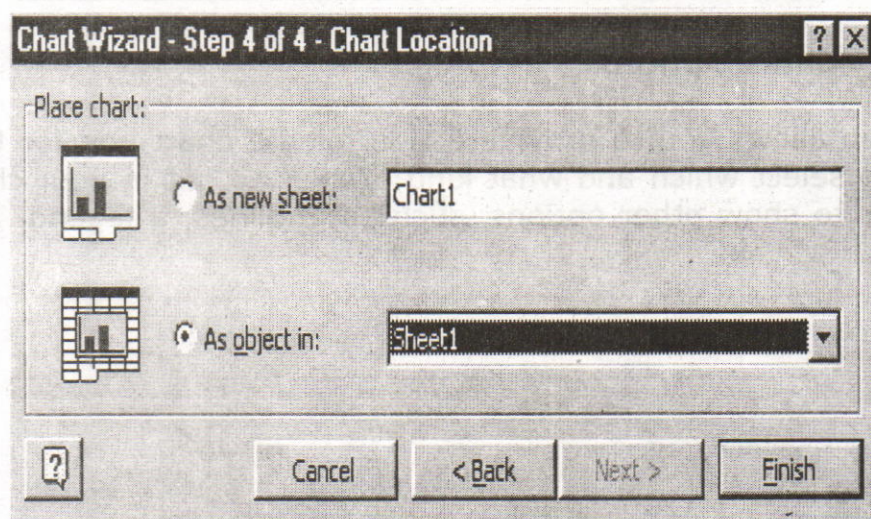 Chart Wizard - Step 4 of 4 - Chart Location
Place chart:
As new sheet: Chart1
As object in: Sheet1
Cancel < Back Next > Finish